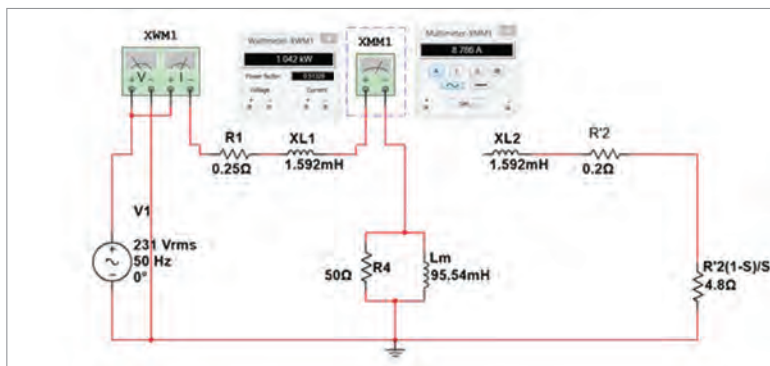 XWM1
Wattmeter-XWM1
1.042 kW
Power factor:
0.51328
Voltage
Current
XMM1
Multimeter-XMM1
8.786 A
V
I
R1
0.25Ω
XL1
1.592mH
XL2
1.592mH
R'2
0.2Ω
V1
231 Vrms
50 Hz
0°
50Ω
R4
Lm
95.54mH
R'2(1-S)/S
4.8Ω